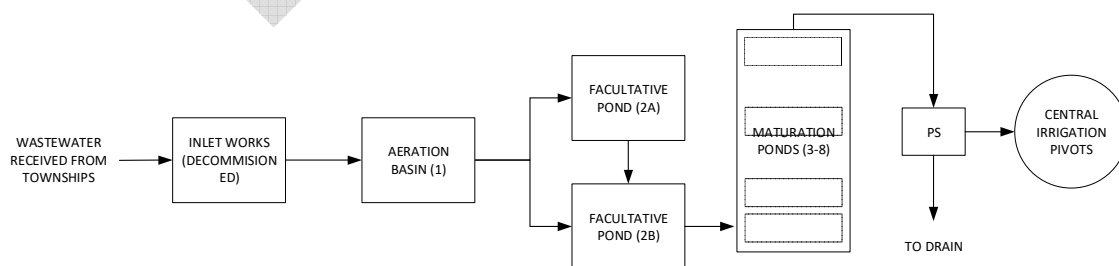 WASTEWATER
RECEIVED FROM
TOWNSHIPS
INLET WORKS
(DECOMMISION
ED)
AERATION
BASIN (1)
FACULTATIVE
POND (2A)
FACULTATIVE
POND (2B)
MATURATION
PONDS (3-8)
PS
TO DRAIN
CENTRAL
IRRIGATION
PIVOTS